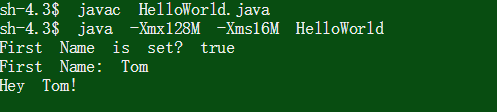 sh-4.3$ javac HelloWorld.java
sh-4.3$ java -Xmx128M -Xms16M HelloWorld
First Name is set? true
First Name: Tom
Hey Tom!